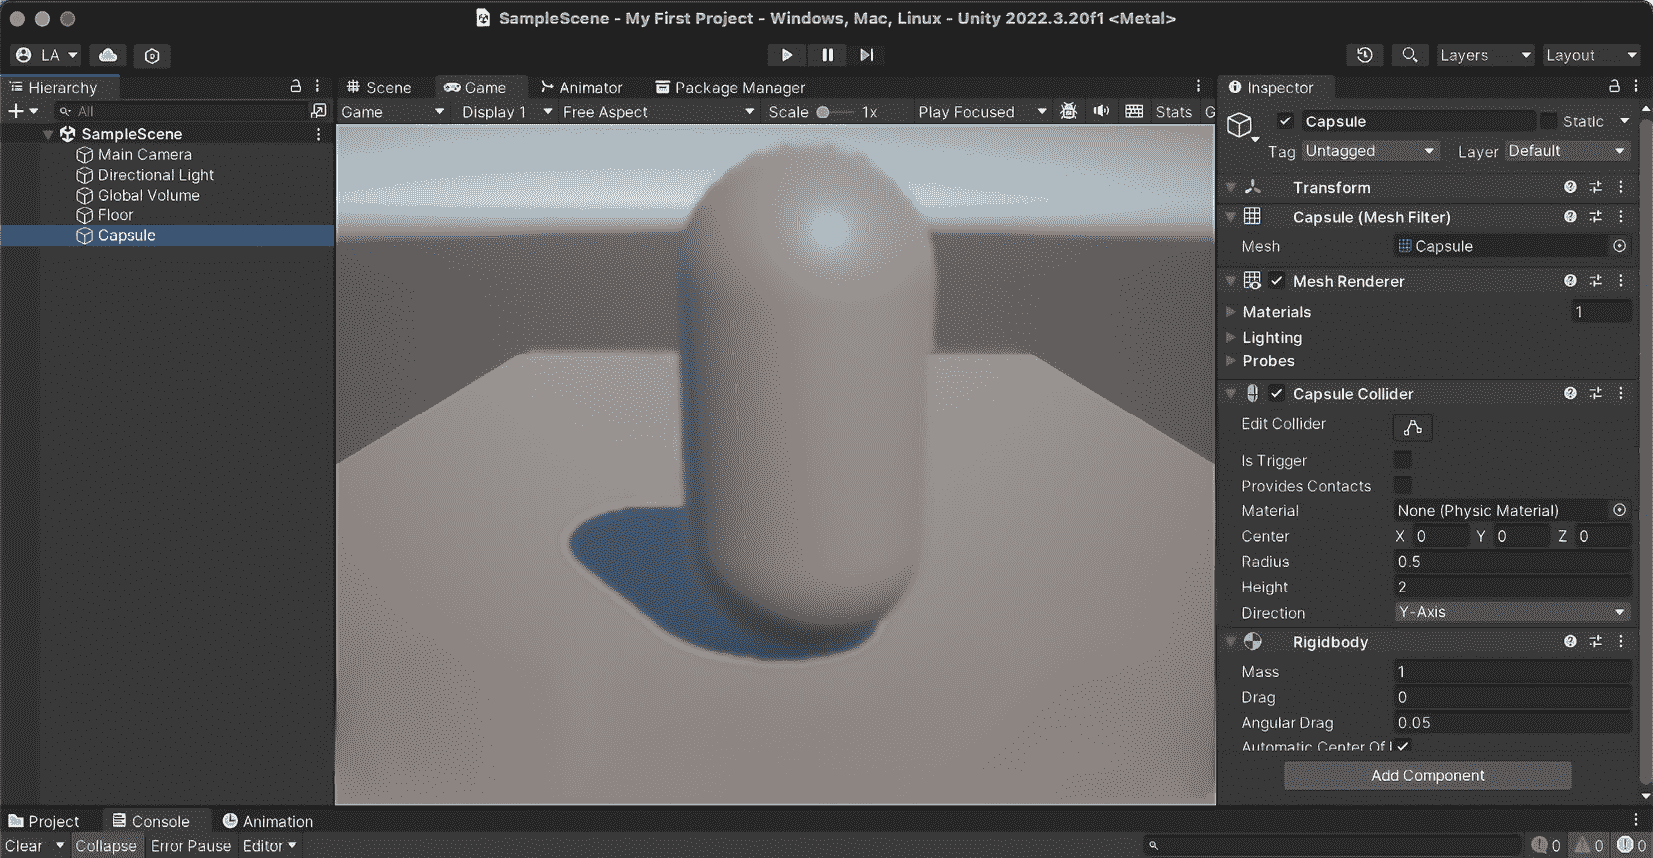 SampleScene - My First Project - Windows, Mac, Linux - Unity 2022.3.20f1 <Metal>
LA
Layers
Layout
Hierarchy
Scene
Game
Animator
Package Manager
Inspector
All
Game
Display 1
Free Aspect
Scale
1x
Play Focused
Stats
G
SampleScene
Main Camera
Directional Light
Global Volume
Floor
Capsule
Capsule
Static
Tag Untagged
Layer Default
Transform
Capsule (Mesh Filter)
Mesh Capsule
Mesh Renderer
Materials 1
Lighting
Probes
Capsule Collider
Edit Collider
Is Trigger
Provides Contacts
Material None (Physic Material)
Center X 0 Y 0 Z 0
Radius 0.5
Height 2
Direction Y-Axis
Rigidbody
Mass 1
Drag 0
Angular Drag 0.05
Automatic Center Of
Add Component
Project
Console
Animation
Clear
Collapse
Error Pause
Editor
0
0
0